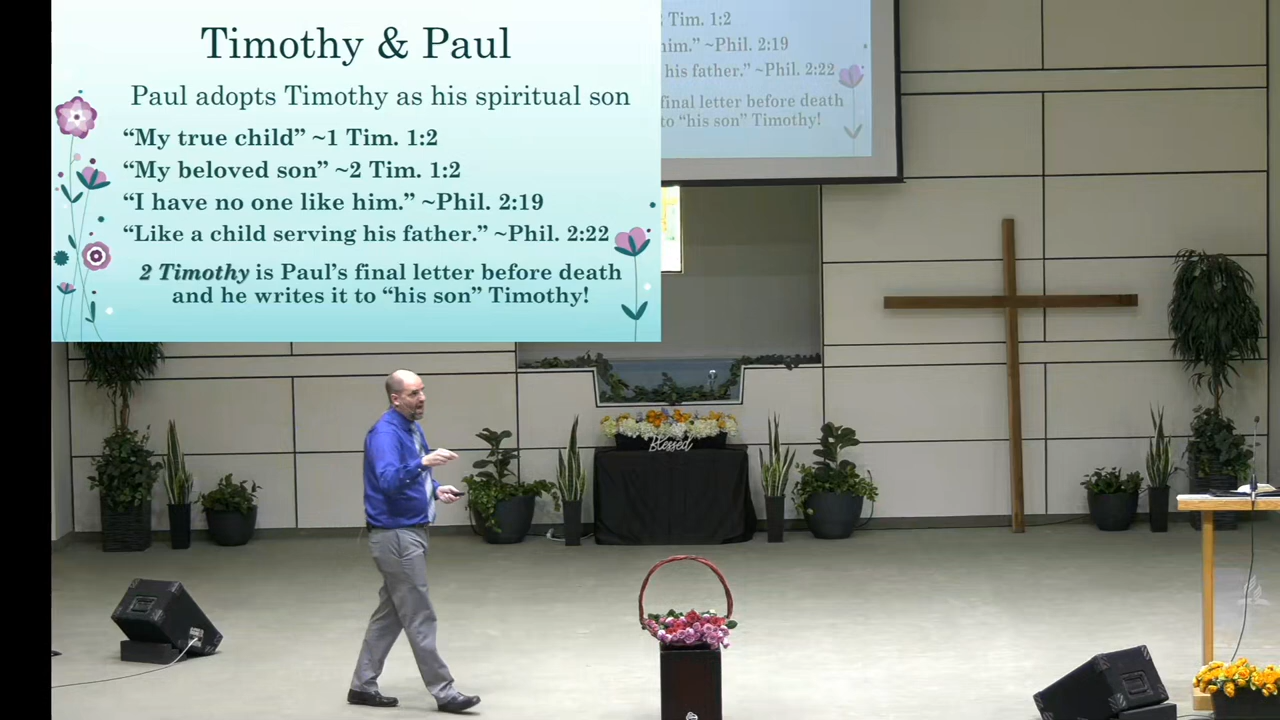 Timothy & Paul
Paul adopts Timothy as his spiritual son
“My true child” ~1 Tim. 1:2
“My beloved son” ~2 Tim. 1:2
“I have no one like him.” ~Phil. 2:19
“Like a child serving his father.” ~Phil. 2:22
2 Timothy is Paul’s final letter before death
and he writes it to “his son” Timothy!
Tim. 1:2
him.” ~Phil. 2:19
his father.” ~Phil. 2:22
final letter before death
to “his son” Timothy!
Blessed